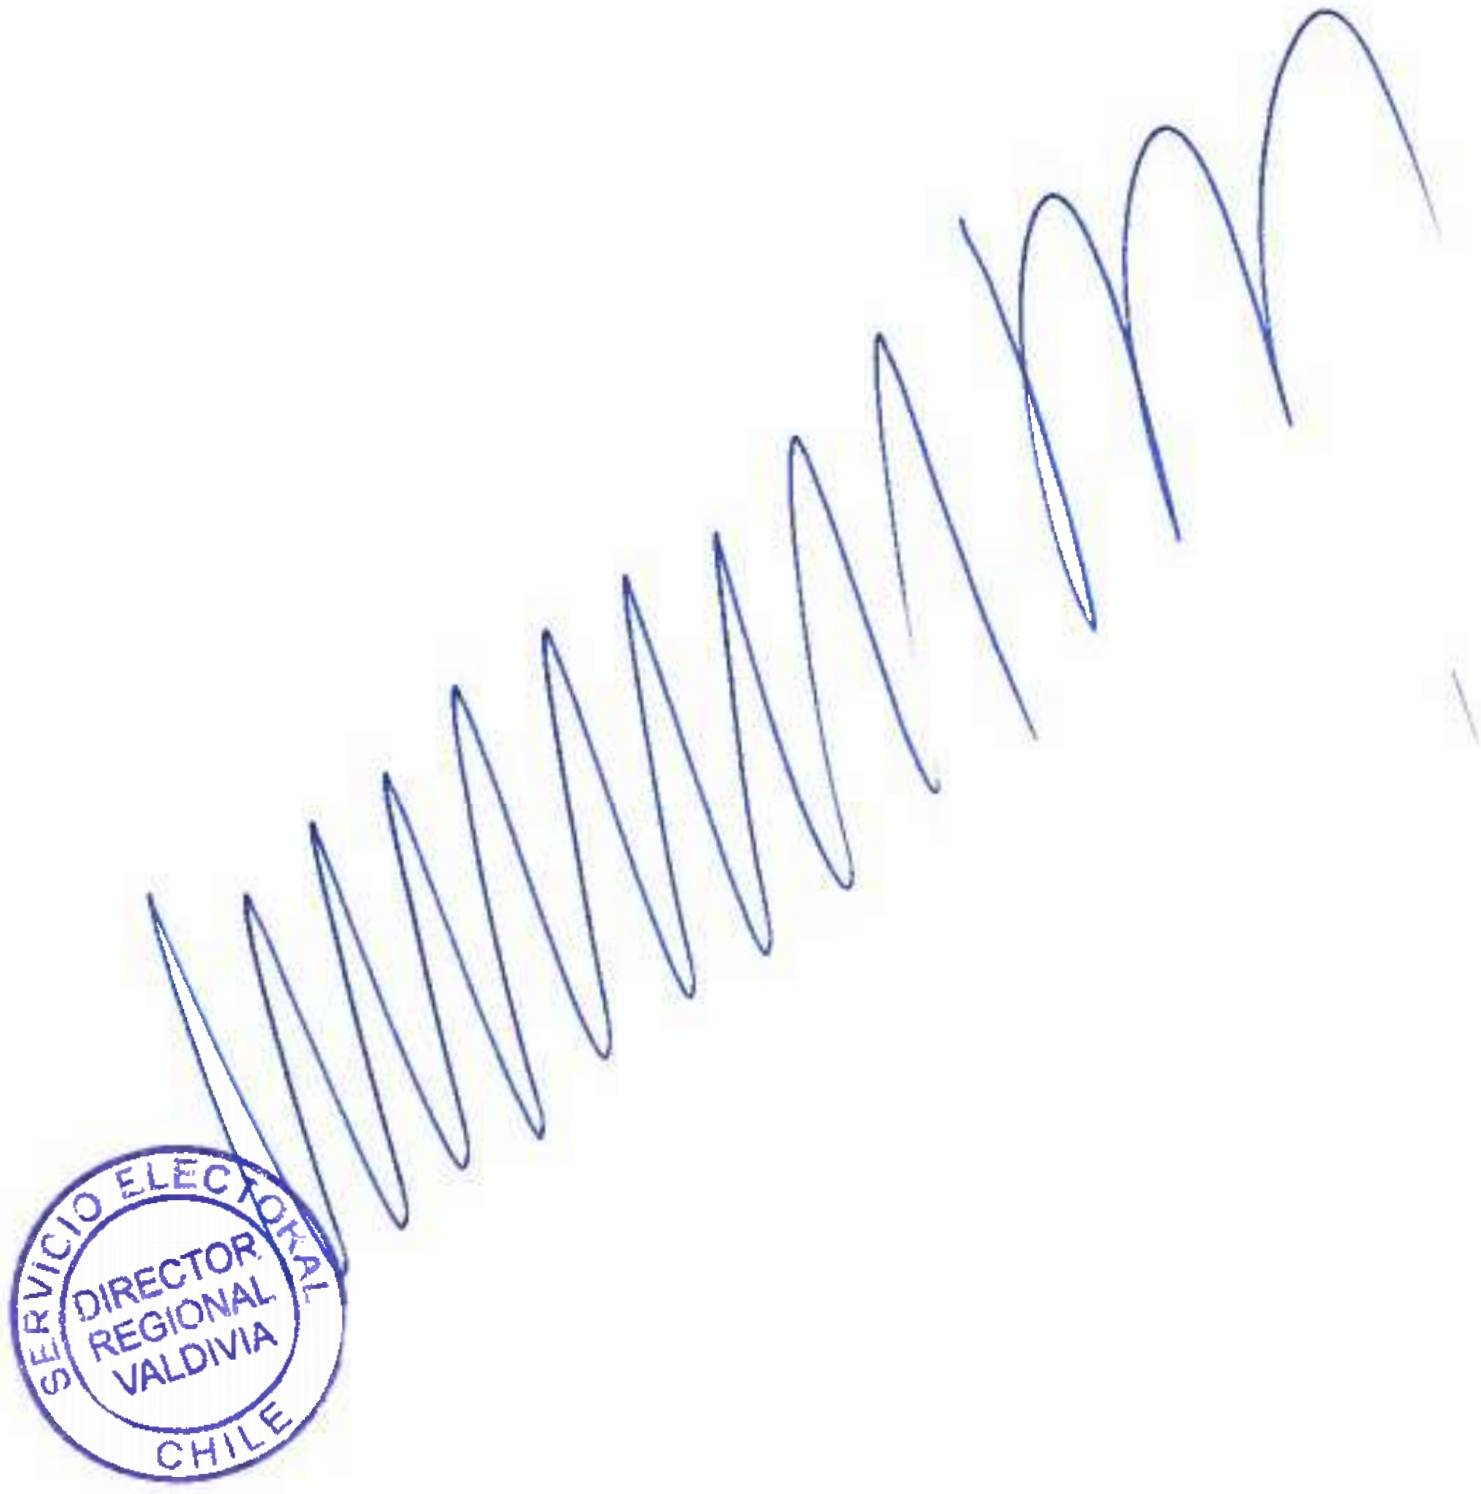 SERVICIO ELECTORAL
DIRECTOR
REGIONAL
VALDIVIA
CHILE